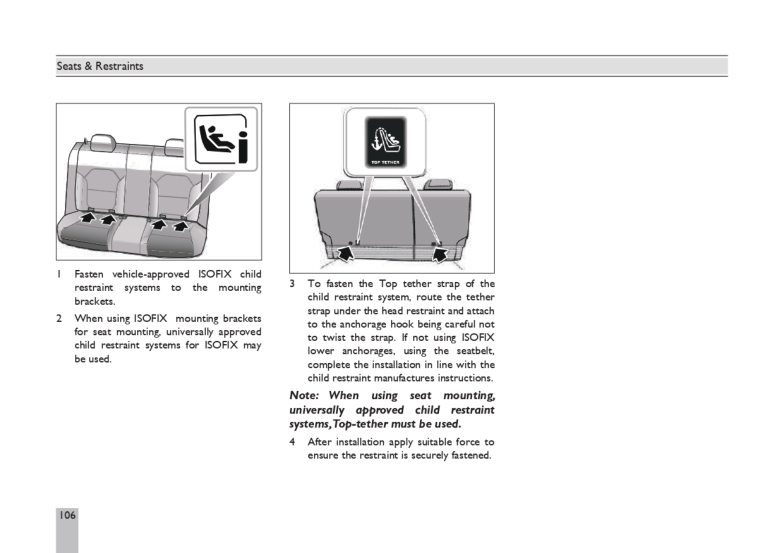 Seats & Restraints
1 Fasten vehicle-approved ISOFIX child
restraint systems to the mounting
brackets.
2 When using ISOFIX mounting brackets
for seat mounting, universally approved
child restraint systems for ISOFIX may
be used.
TOP TETHER
3 To fasten the Top tether strap of the
child restraint system, route the tether
strap under the head restraint and attach
to the anchorage hook being careful not
to twist the strap. If not using ISOFIX
lower anchorages, using the seatbelt,
complete the installation in line with the
child restraint manufactures instructions.
Note: When using seat mounting,
universally approved child restraint
systems,Top-tether must be used.
4 After installation apply suitable force to
ensure the restraint is securely fastened.
106